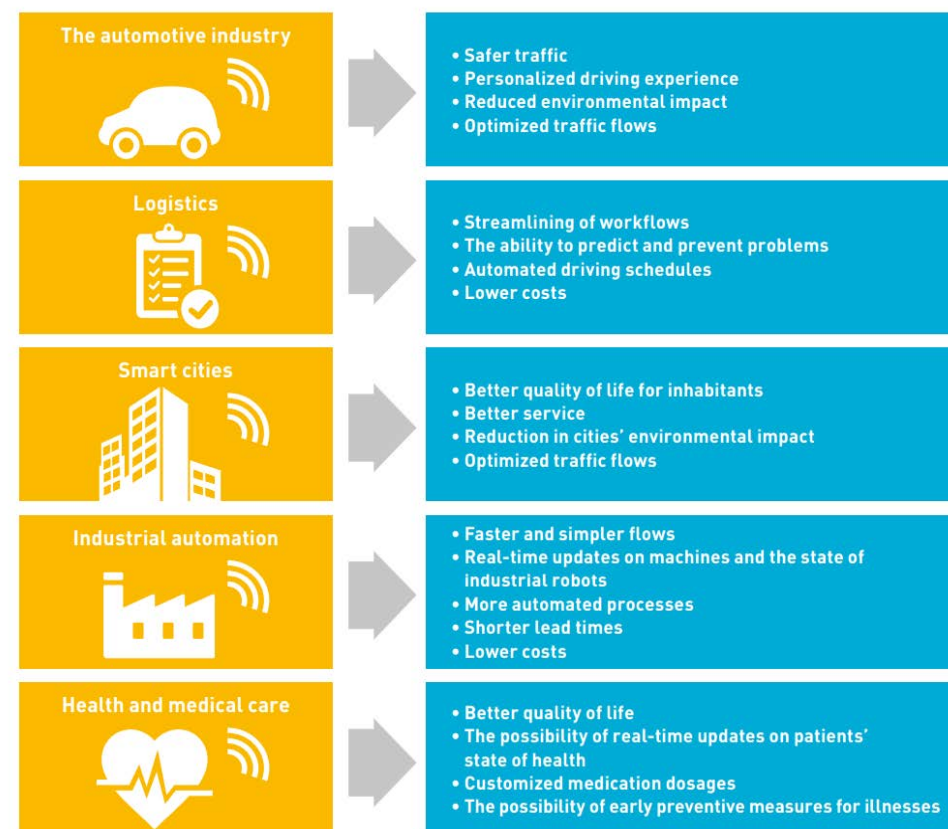 The automotive industry
• Safer traffic
• Personalized driving experience
• Reduced environmental impact
• Optimized traffic flows
Logistics
• Streamlining of workflows
• The ability to predict and prevent problems
• Automated driving schedules
• Lower costs
Smart cities
• Better quality of life for inhabitants
• Better service
• Reduction in cities’ environmental impact
• Optimized traffic flows
Industrial automation
• Faster and simpler flows
• Real-time updates on machines and the state of
industrial robots
• More automated processes
• Shorter lead times
• Lower costs
Health and medical care
• Better quality of life
• The possibility of real-time updates on patients’
state of health
• Customized medication dosages
• The possibility of early preventive measures for illnesses